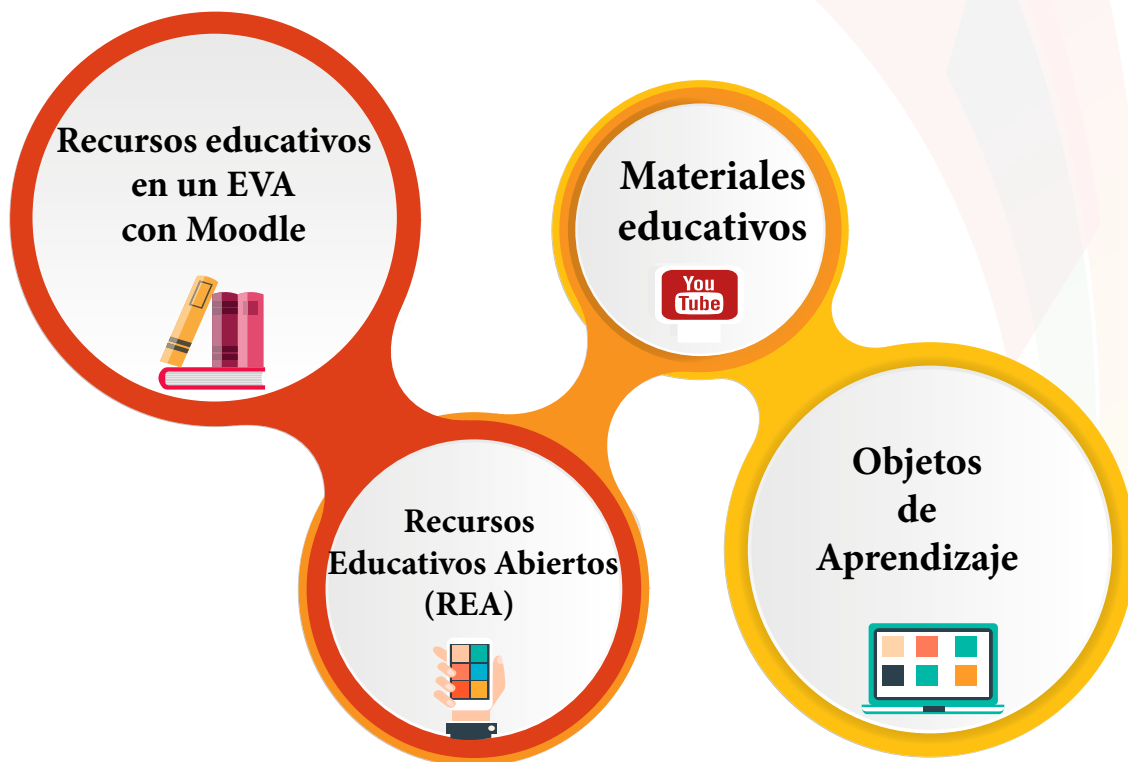 Recursos educativos
en un EVA
con Moodle
Materiales
educativos
You
Tube
Recursos
Educativos Abiertos
(REA)
Objetos
de
Aprendizaje